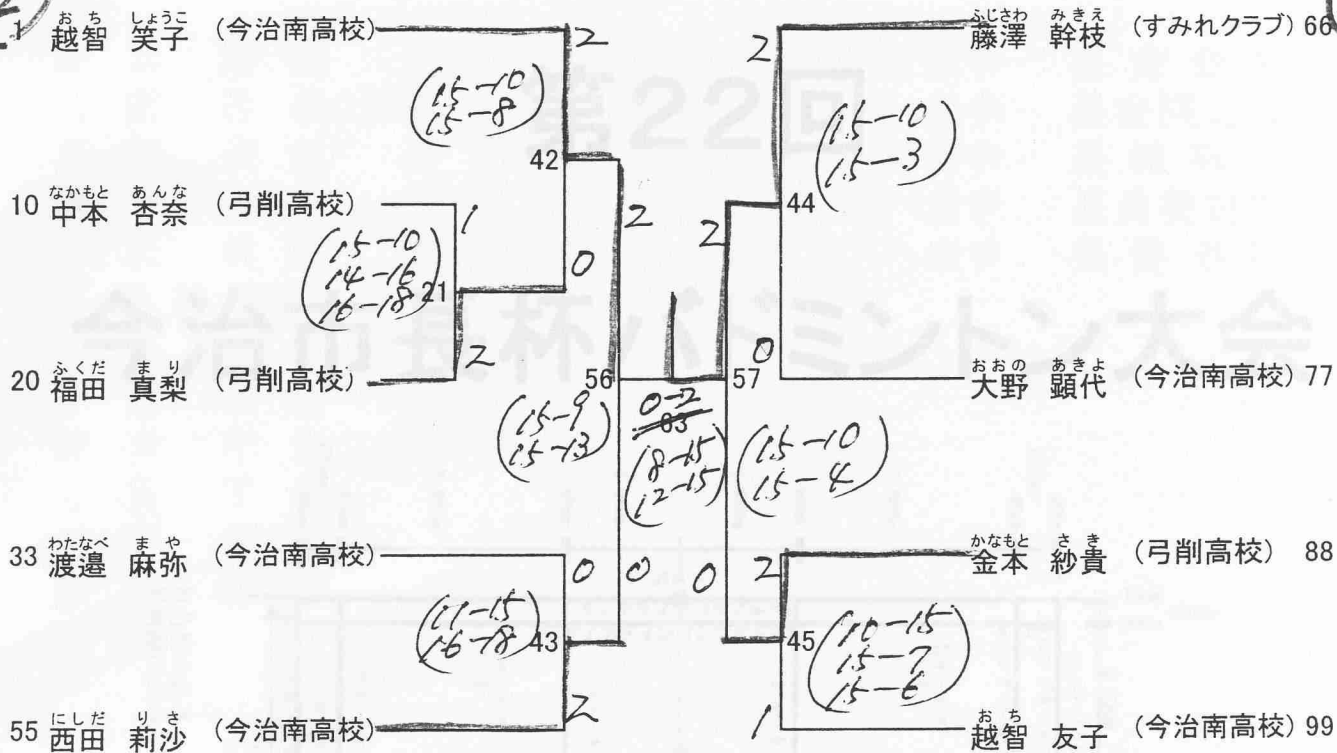 1 越智 笑子 (今治南高校)
おち しょうこ
2
(15-10
15-8)
42
10 中本 杏奈 (弓削高校)
なかもと あんな
1
(15-10
14-16
16-18)
21
0
2
20 福田 真梨 (弓削高校)
ふくだ まり
2
56
(15-9
15-13)
33 渡邉 麻弥 (今治南高校)
わたなべ まや
0
0
43
2
55 西田 莉沙 (今治南高校)
にしだ りさ
0-2
63
12-15)
藤澤 幹枝 (すみれクラブ) 66
ふじさわ みきえ
2
(15-10
15-3)
44
2
0
57
大野 顕代 (今治南高校) 77
おおの あきよ
(15-10
15-4)
金本 紗貴 (弓削高校) 88
かなもと さき
0
2
45
(10-15
15-7
15-6)
1
越智 友子 (今治南高校) 99
おち
第22回
今治市長杯バドミントン大会